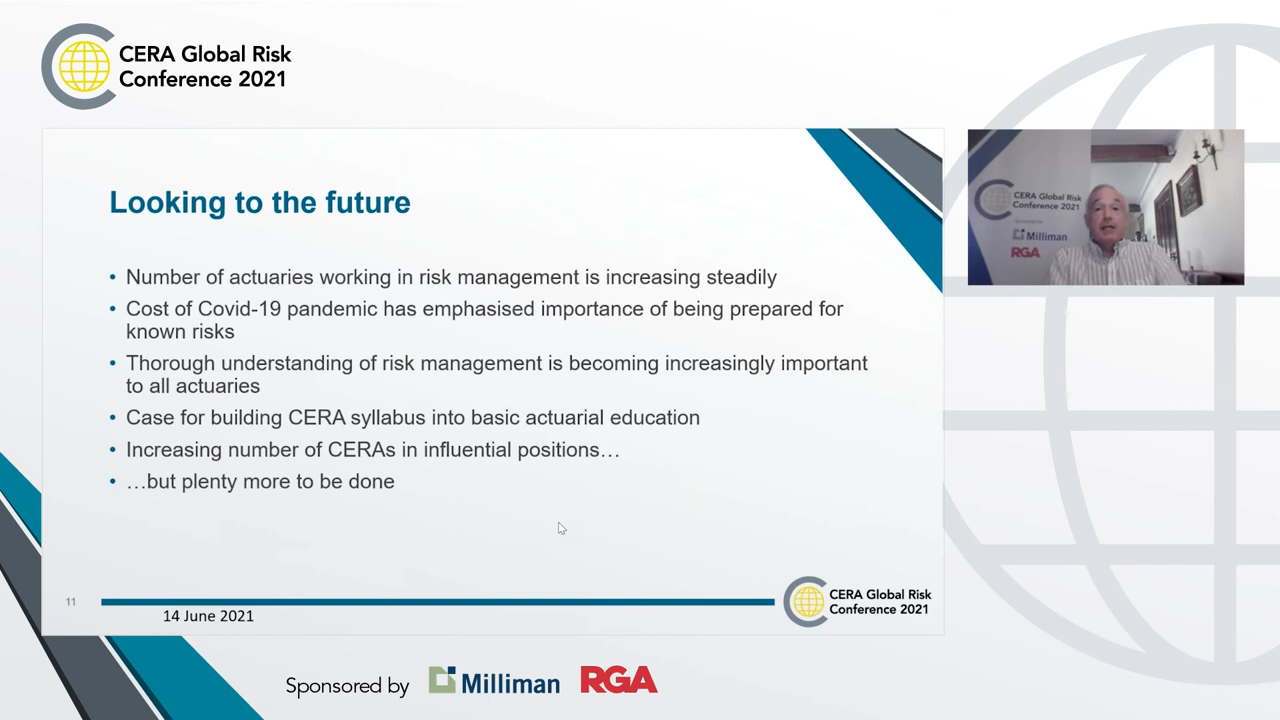 CERA Global Risk
Conference 2021
Looking to the future
• Number of actuaries working in risk management is increasing steadily
• Cost of Covid-19 pandemic has emphasised importance of being prepared for
known risks
• Thorough understanding of risk management is becoming increasingly important
to all actuaries
• Case for building CERA syllabus into basic actuarial education
• Increasing number of CERAs in influential positions…
• …but plenty more to be done
11
14 June 2021
CERA Global Risk
Conference 2021
CERA Global Risk
Conference 2021
Milliman
RGA
Sponsored by
Milliman
RGA